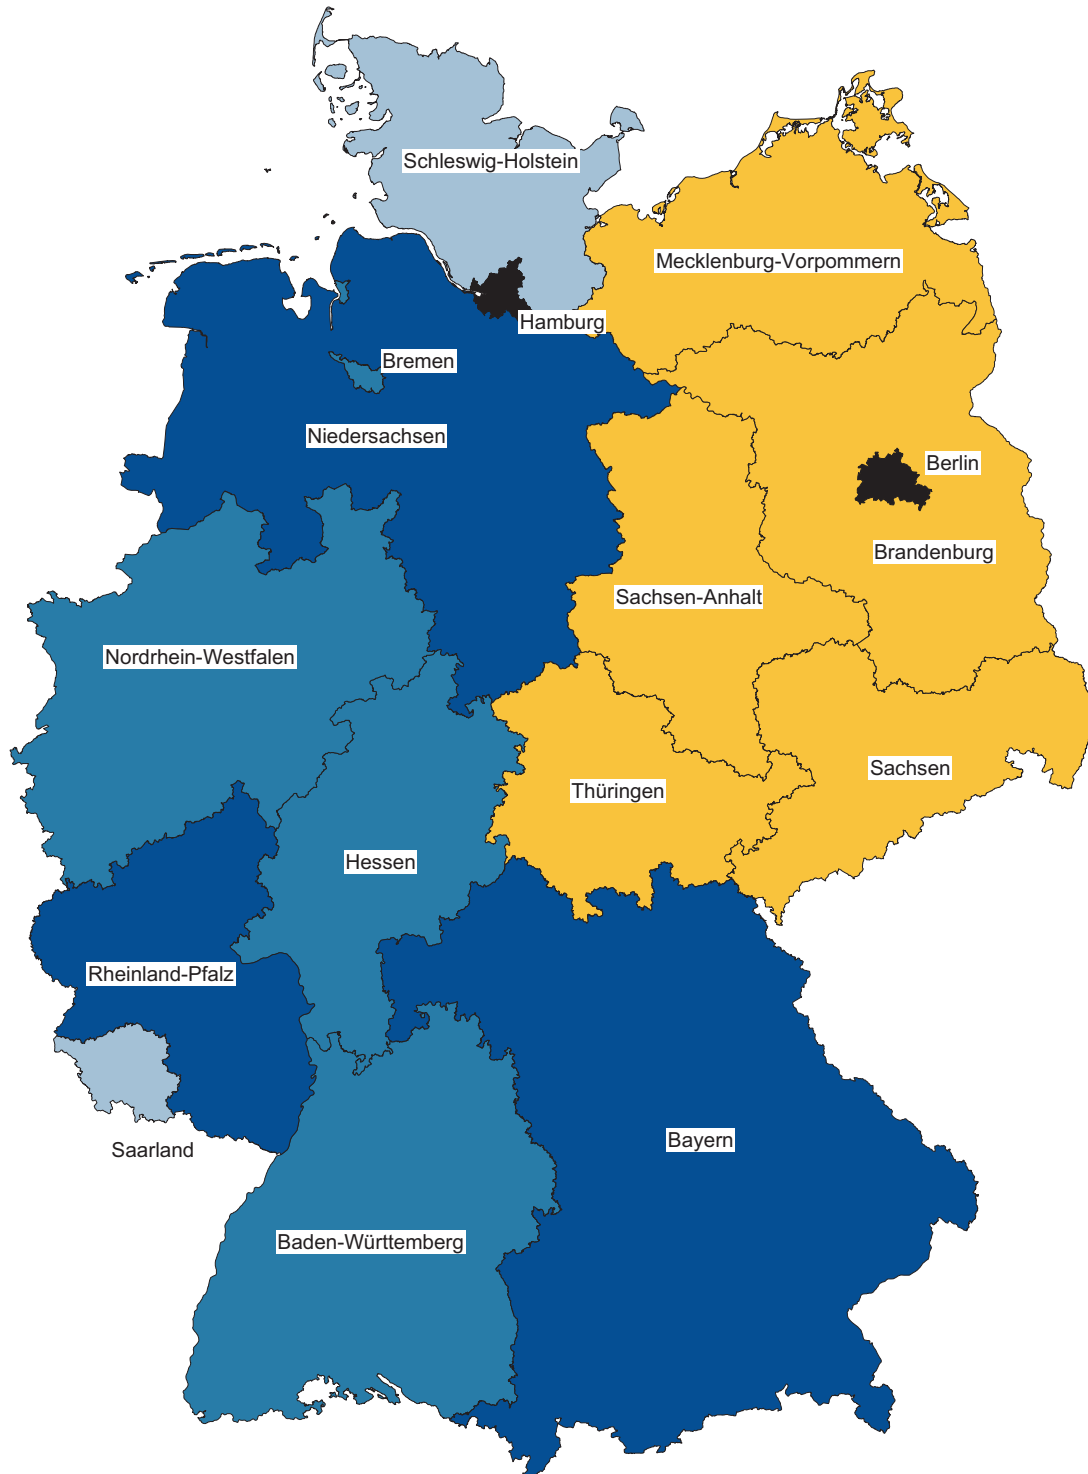 Schleswig-Holstein
Mecklenburg-Vorpommern
Hamburg
Bremen
Niedersachsen
Berlin
Brandenburg
Sachsen-Anhalt
Nordrhein-Westfalen
Sachsen
Thüringen
Hessen
Rheinland-Pfalz
Bayern
Saarland
Baden-Württemberg